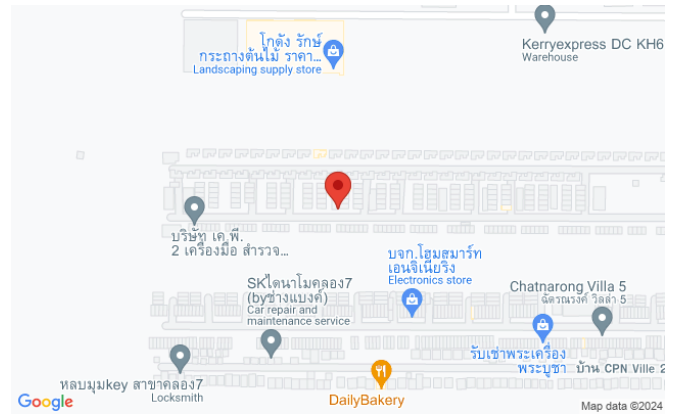 โกดัง รักษ์
กระถางต้นไม้ ราคา...
Landscaping supply store
Kerryexpress DC KH6
Warehouse
บริษัท เค.พี.
2 เครื่องมือ สำรวจ...
บจก.โฮมสมาร์ท
เอนจิเนียริง
Electronics store
SKไดนาโมคลอง7
(byช่างแบงค์)
Car repair and
maintenance service
Chatnarong Villa 5
ฉัตรณรงค์ วิลล่า 5
รับเช่าพระเครื่อง
พระบูชา
บ้าน CPN Ville 2
หลบมุมkey สาขาคลอง7
Locksmith
DailyBakery
Google
Map data ©2024